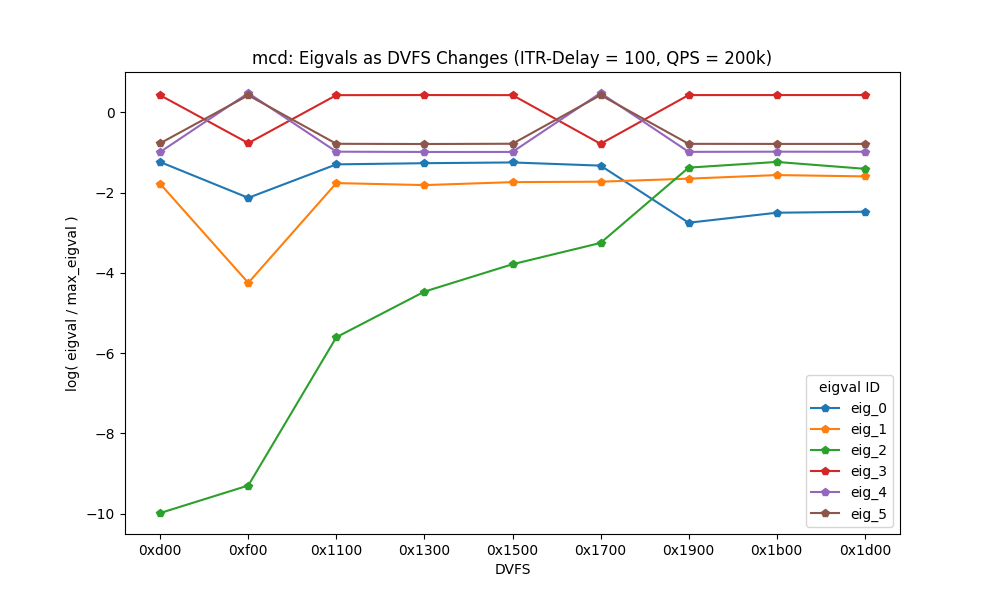 mcd: Eigvals as DVFS Changes (ITR-Delay = 100, QPS = 200k)
log( eigval / max_eigval )
0
−2
−4
−6
−8
−10
0xd00 0xf00 0x1100 0x1300 0x1500 0x1700 0x1900 0x1b00 0x1d00
DVFS
eigval ID
eig_0
eig_1
eig_2
eig_3
eig_4
eig_5